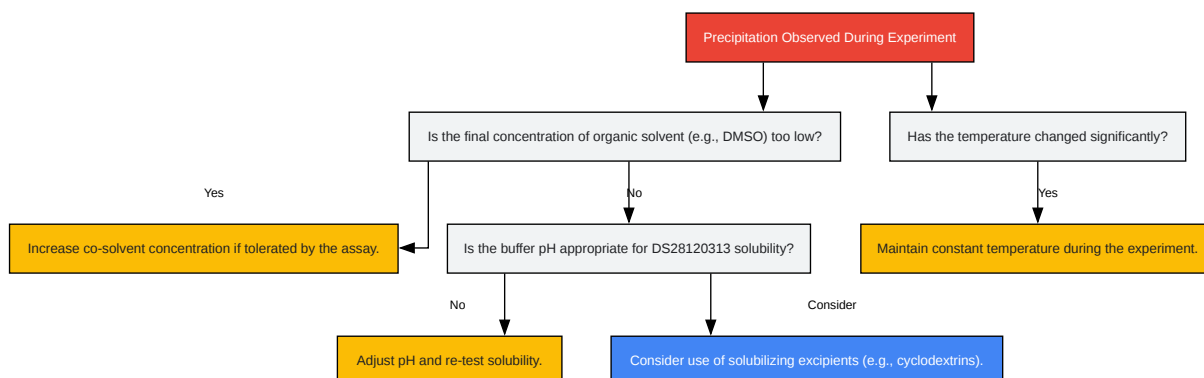 Precipitation Observed During Experiment
Is the final concentration of organic solvent (e.g., DMSO) too low?
Has the temperature changed significantly?
Yes
No
Yes
Increase co-solvent concentration if tolerated by the assay.
Is the buffer pH appropriate for DS28120313 solubility?
Maintain constant temperature during the experiment.
No
Consider
Adjust pH and re-test solubility.
Consider use of solubilizing excipients (e.g., cyclodextrins).